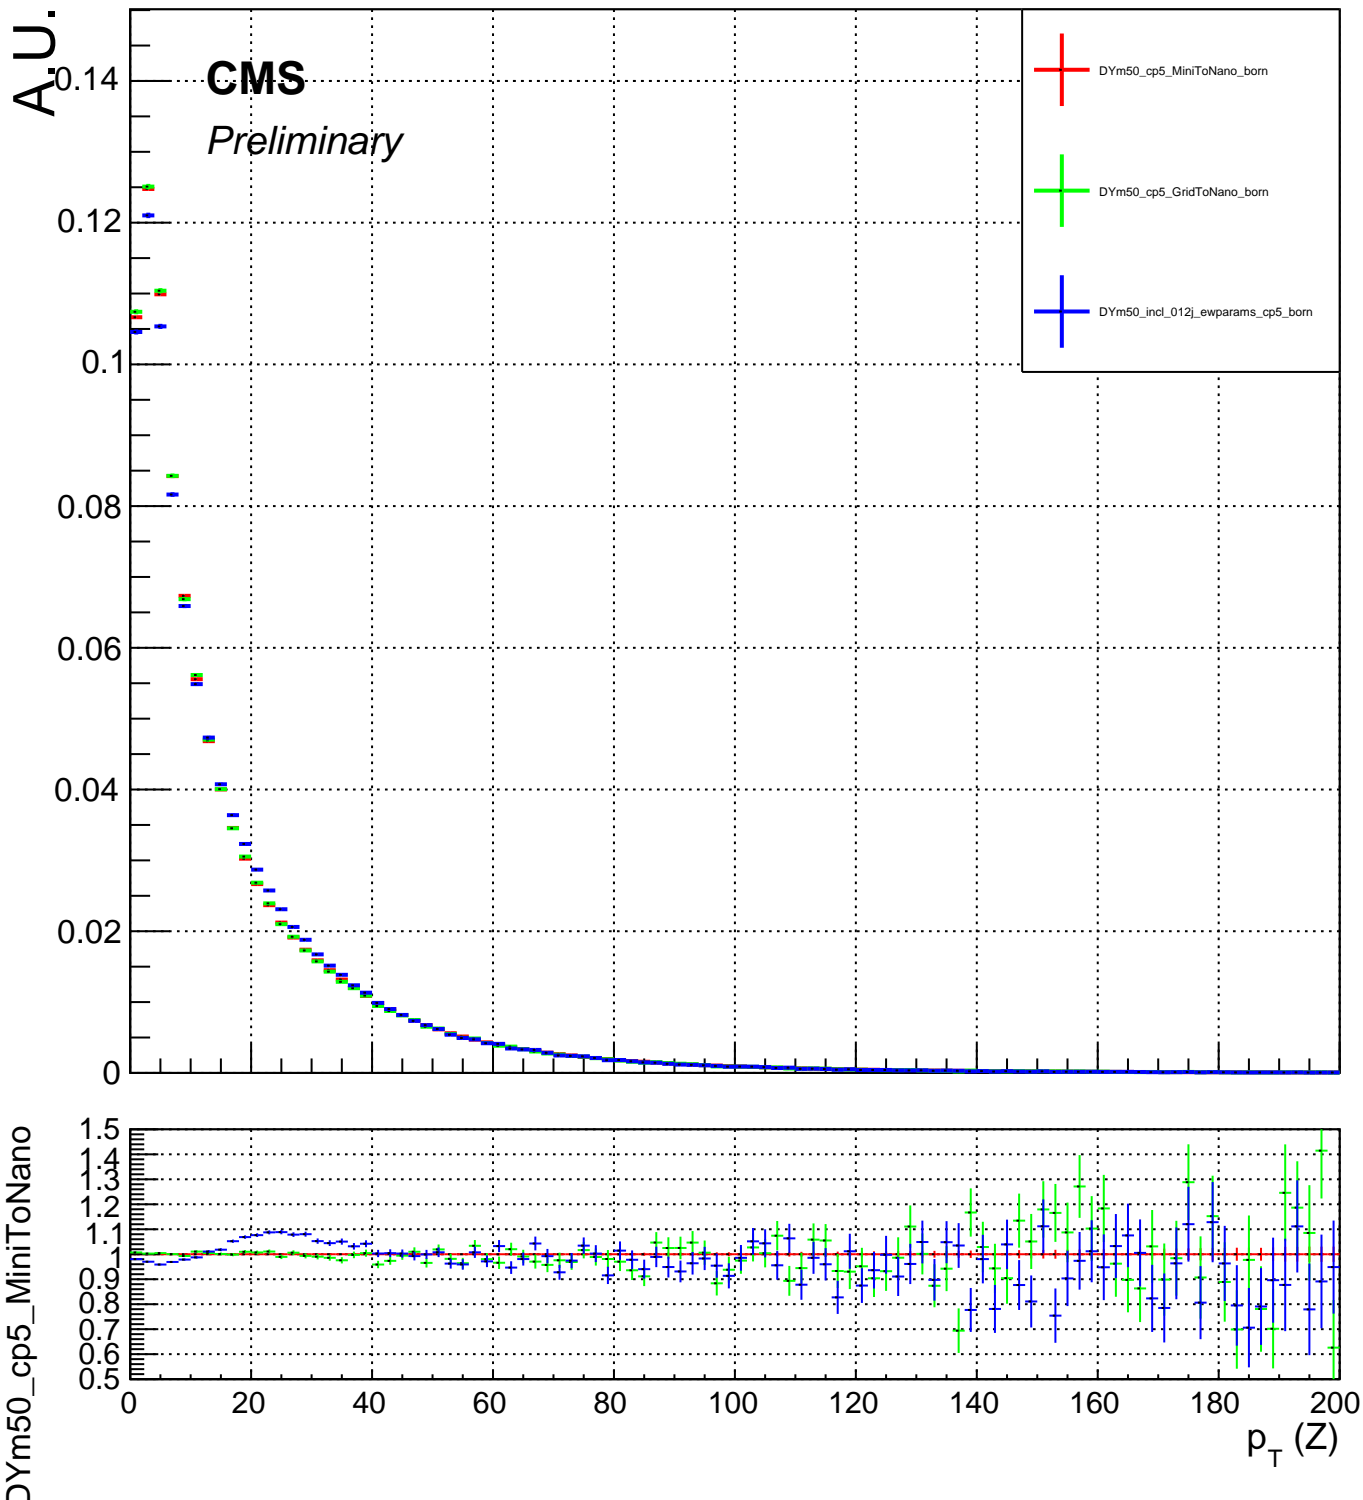 A.U.
CMS
Preliminary
DYm50_cp5_MiniToNano_born
DYm50_cp5_GridToNano_born
DYm50_incl_012j_ewparams_cp5_born
0.14
0.12
0.1
0.08
0.06
0.04
0.02
0
DYm50_cp5_MiniToNano
1.5
1.4
1.3
1.2
1.1
1
0.9
0.8
0.7
0.6
0.5
0 20 40 60 80 100 120 140 160 180 200
p_T (Z)